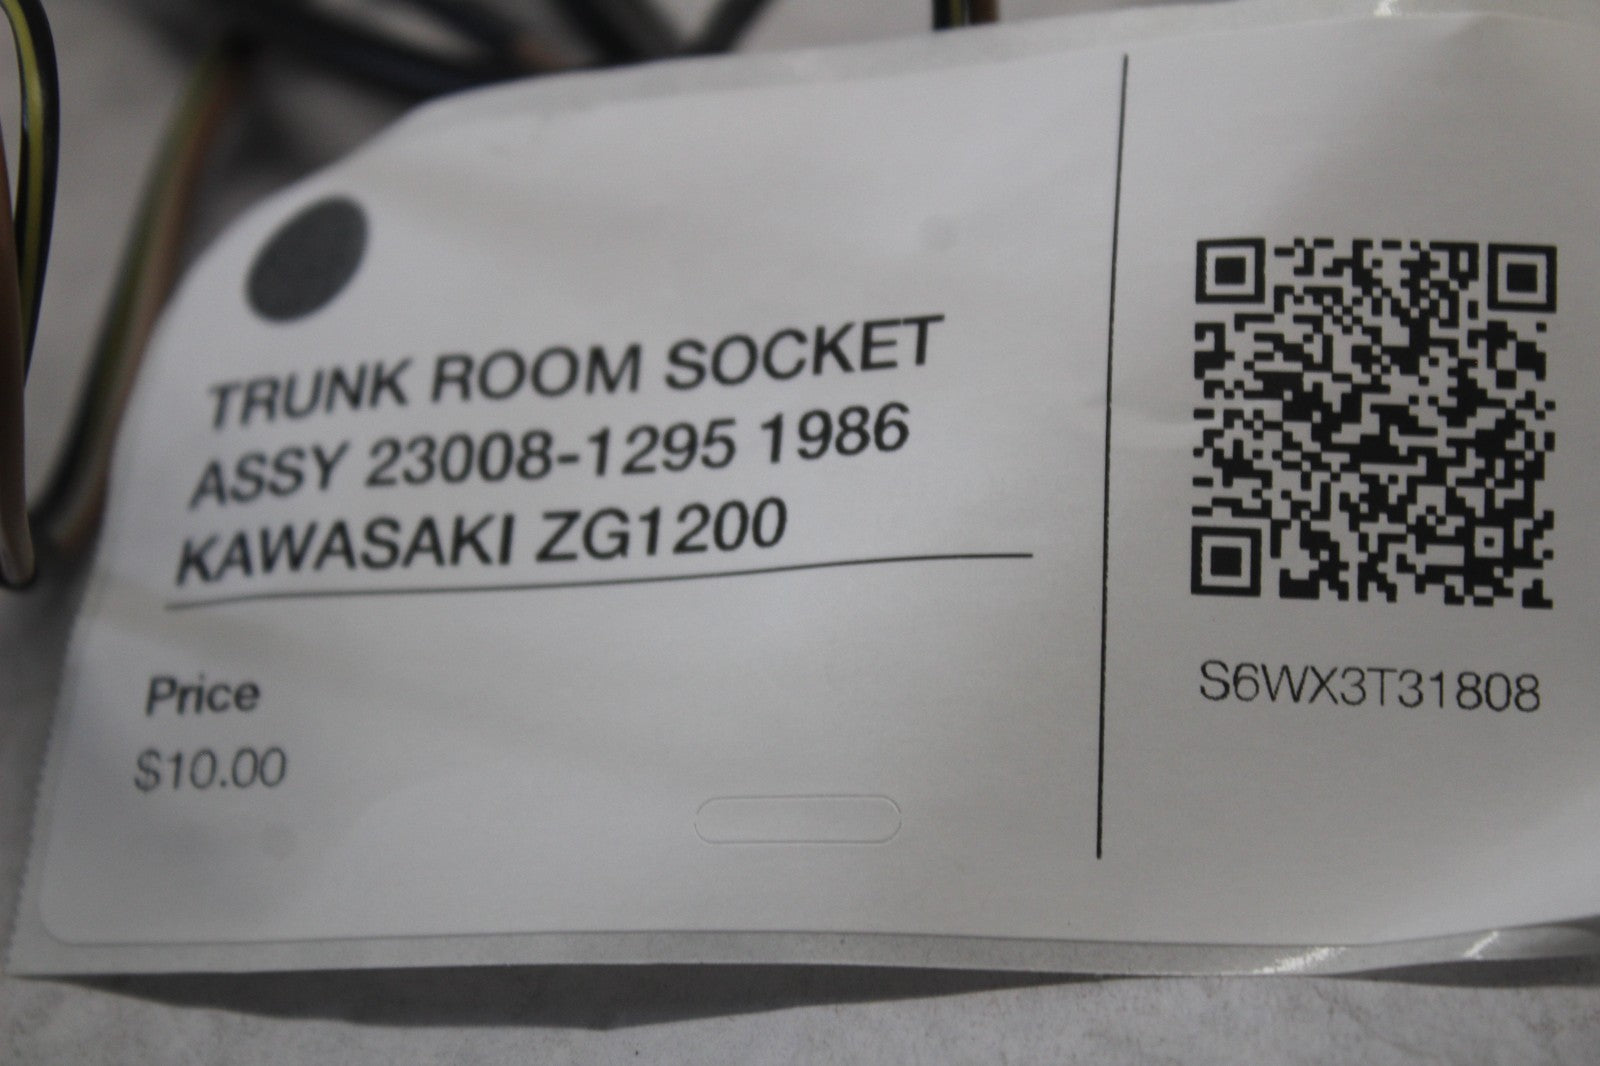 TRUNK ROOM SOCKET
ASSY 23008-1295 1986
KAWASAKI ZG1200
Price
$10.00
S6WX3T31808